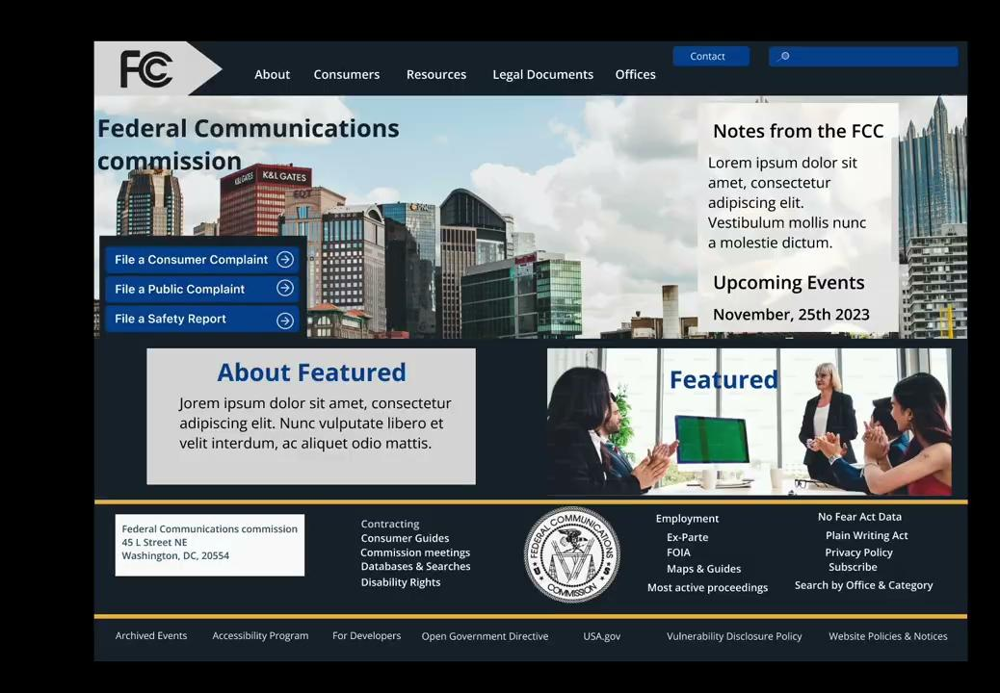 FCC
About Consumers Resources Legal Documents Offices
Contact
Federal Communications
commission
K&L GATES
K&L GATES
EQT
File a Consumer Complaint
File a Public Complaint
File a Safety Report
Notes from the FCC
Lorem ipsum dolor sit
amet, consectetur
adipiscing elit.
Vestibulum mollis nunc
a molestie dictum.
Upcoming Events
November, 25th 2023
About Featured
Jorem ipsum dolor sit amet, consectetur
adipiscing elit. Nunc vulputate libero et
velit interdum, ac aliquet odio mattis.
Featured
Federal Communications commission
45 L Street NE
Washington, DC, 20554
Contracting
Consumer Guides
Commission meetings
Databases & Searches
Disability Rights
FEDERAL COMMUNICATIONS
COMMISSION
Employment
Ex-Parte
FOIA
Maps & Guides
Most active proceedings
No Fear Act Data
Plain Writing Act
Privacy Policy
Subscribe
Search by Office & Category
Archived Events Accessibility Program For Developers Open Government Directive USA.gov Vulnerability Disclosure Policy Website Policies & Notices